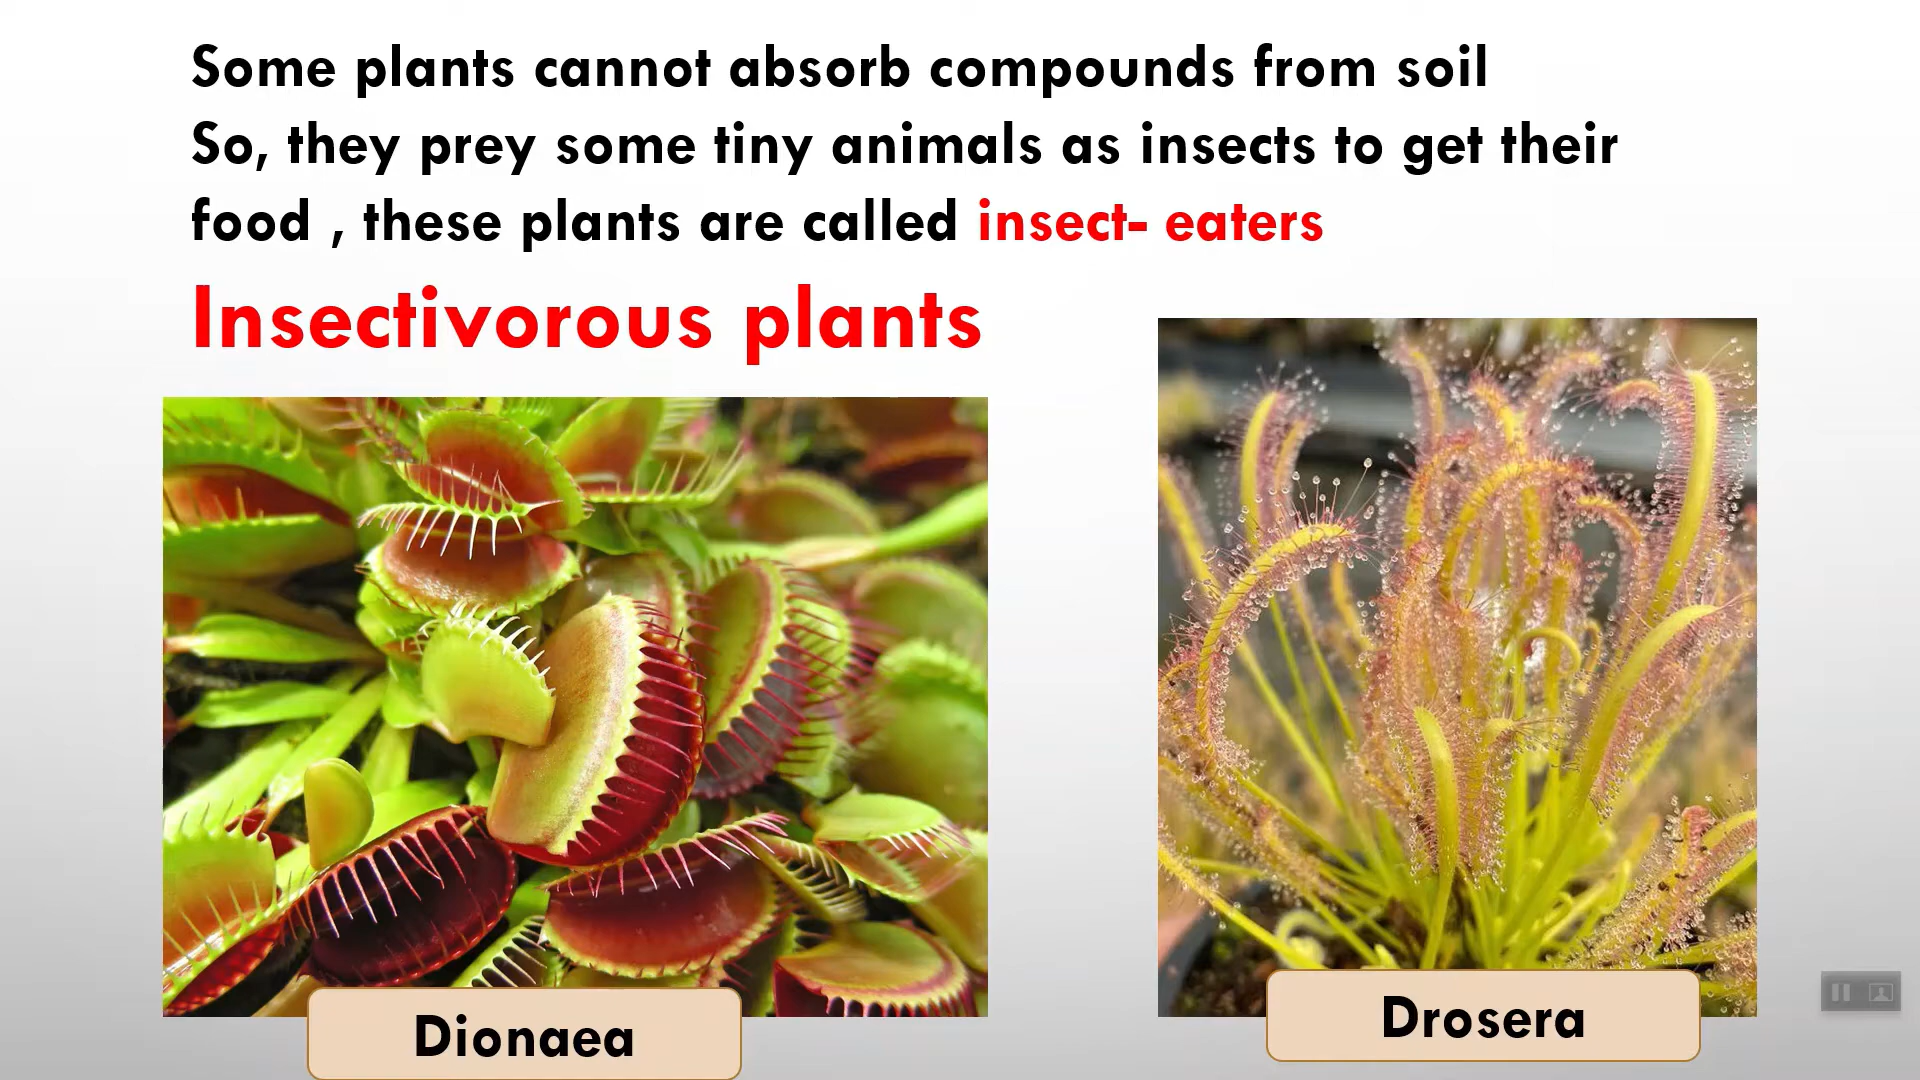 Some plants cannot absorb compounds from soil
So, they prey some tiny animals as insects to get their
food , these plants are called insect- eaters
Insectivorous plants
Dionaea
Drosera